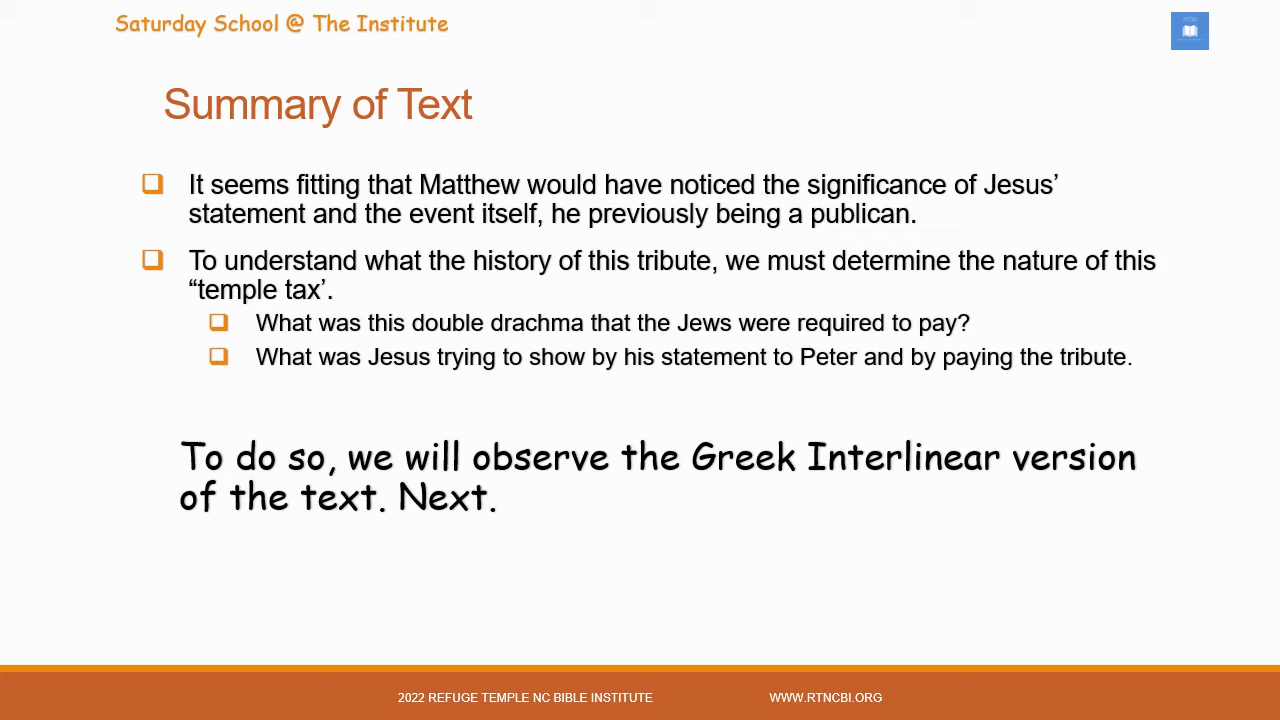 Saturday School @ The Institute
RTBI
Summary of Text
It seems fitting that Matthew would have noticed the significance of Jesus’
statement and the event itself, he previously being a publican.
To understand what the history of this tribute, we must determine the nature of this
“temple tax’.
What was this double drachma that the Jews were required to pay?
What was Jesus trying to show by his statement to Peter and by paying the tribute.
To do so, we will observe the Greek Interlinear version
of the text. Next.
2022 REFUGE TEMPLE NC BIBLE INSTITUTE
WWW.RTNCBI.ORG